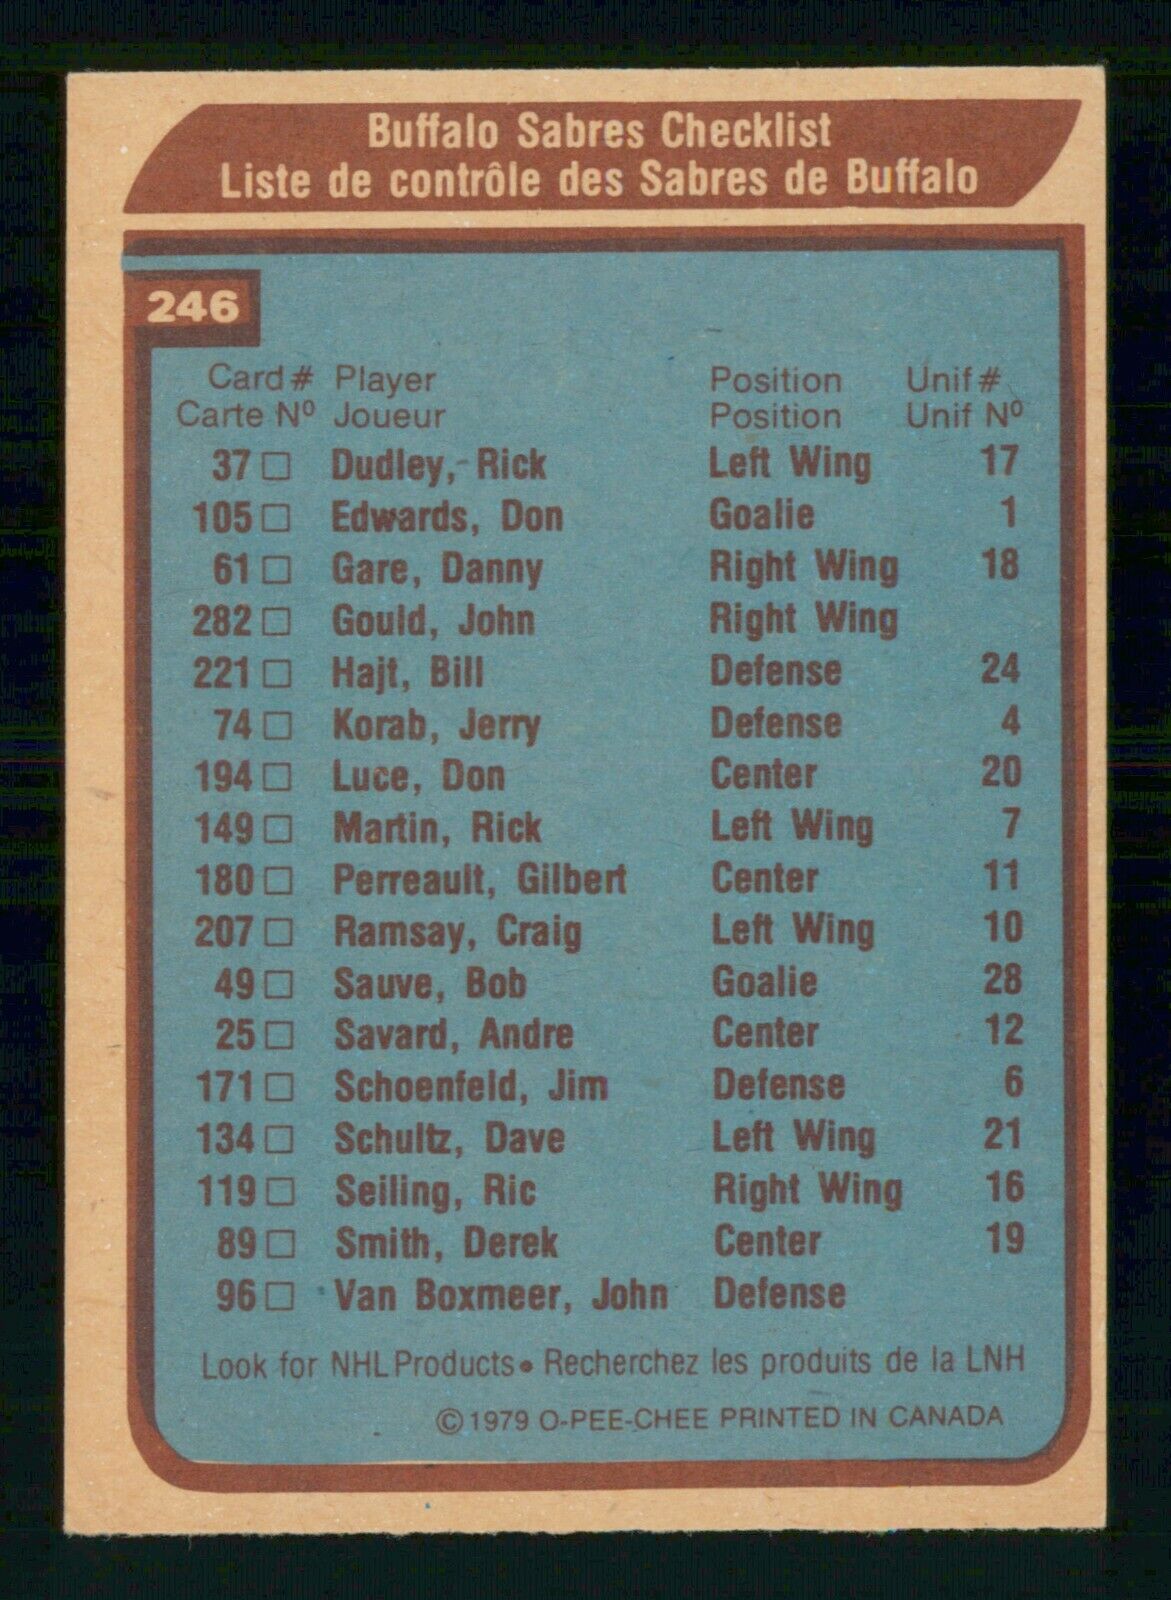 Buffalo Sabres Checklist
Liste de contrôle des Sabres de Buffalo
246
Card # Player Position Unif #
Carte Nº Joueur Position Unif Nº
37 □ Dudley, Rick Left Wing 17
105 □ Edwards, Don Goalie 1
61 □ Gare, Danny Right Wing 18
282 □ Gould, John Right Wing
221 □ Hajt, Bill Defense 24
74 □ Korab, Jerry Defense 4
194 □ Luce, Don Center 20
149 □ Martin, Rick Left Wing 7
180 □ Perreault, Gilbert Center 11
207 □ Ramsay, Craig Left Wing 10
49 □ Sauve, Bob Goalie 28
25 □ Savard, Andre Center 12
171 □ Schoenfeld, Jim Defense 6
134 □ Schultz, Dave Left Wing 21
119 □ Seiling, Ric Right Wing 16
89 □ Smith, Derek Center 19
96 □ Van Boxmeer, John Defense
Look for NHL Products • Recherchez les produits de la LNH
© 1979 O-PEE-CHEE PRINTED IN CANADA